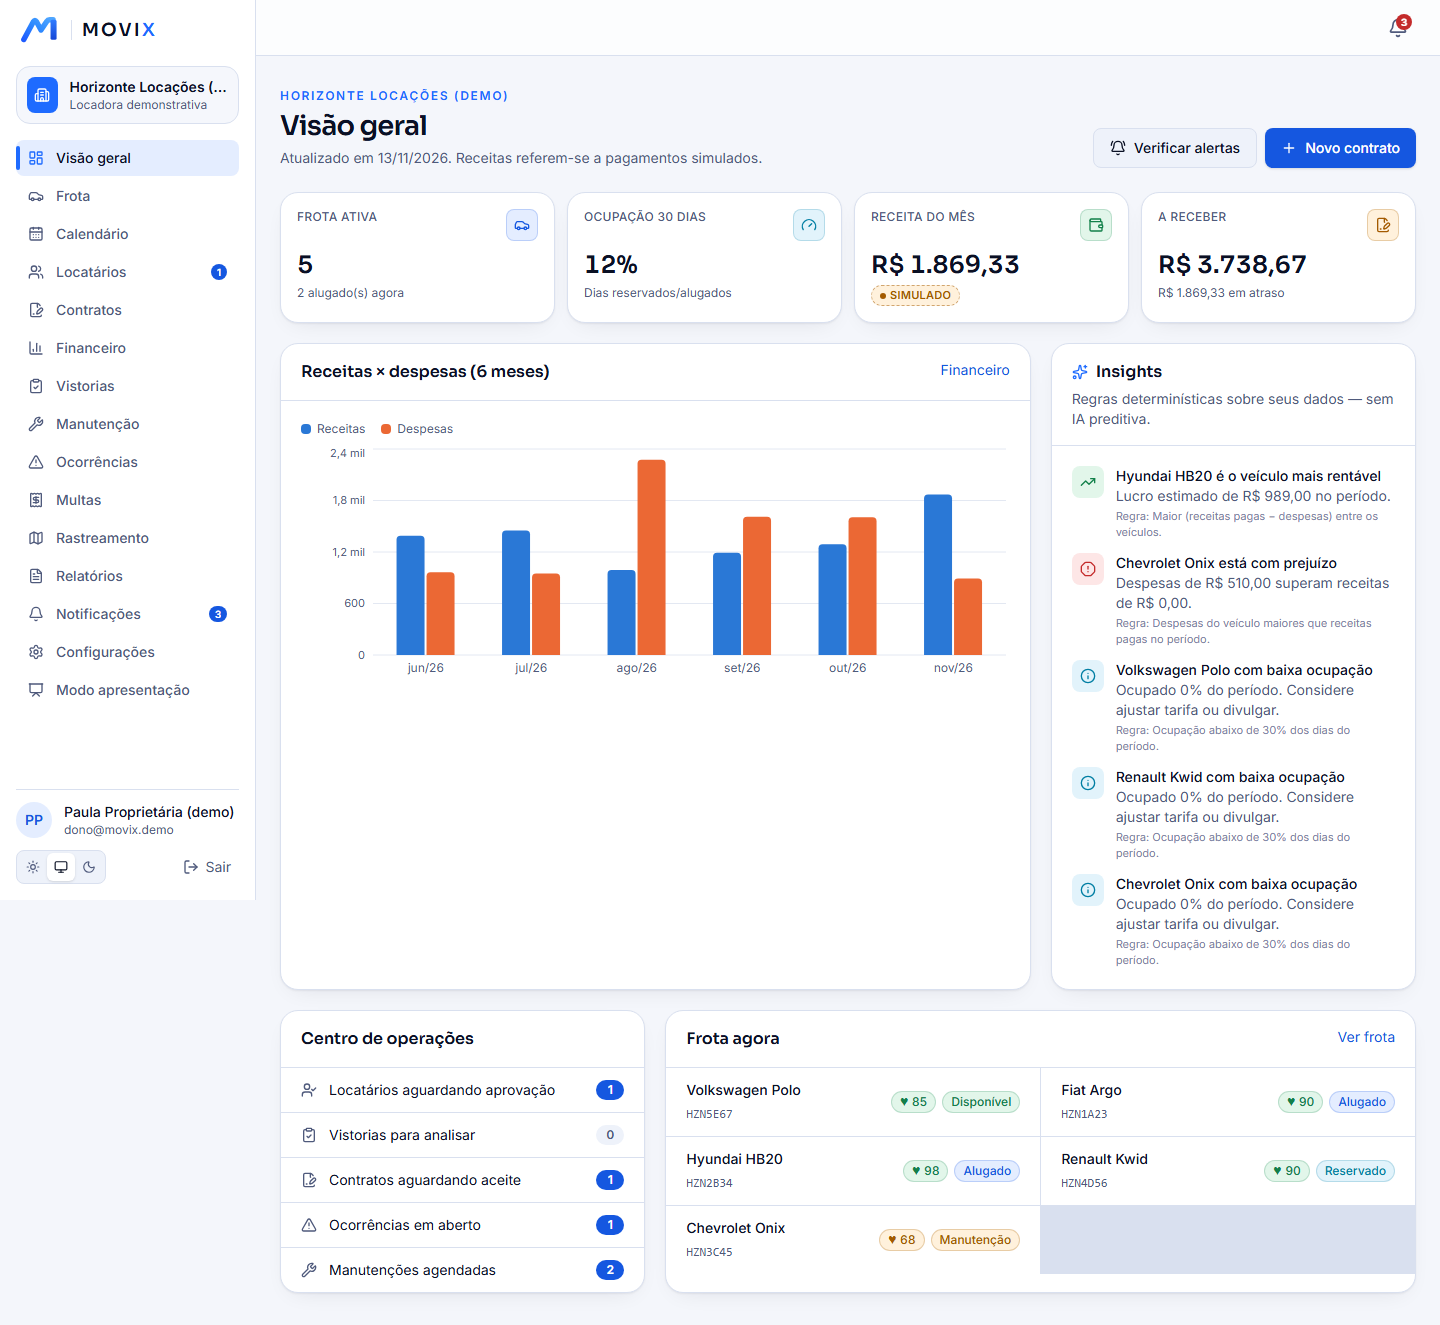 MOVIX
3
Horizonte Locações (...
Locadora demonstrativa
Visão geral
Frota
Calendário
Locatários
1
Contratos
Financeiro
Vistorias
Manutenção
Ocorrências
Multas
Rastreamento
Relatórios
Notificações
3
Configurações
Modo apresentação
PP
Paula Proprietária (demo)
dono@movix.demo
Sair
HORIZONTE LOCAÇÕES (DEMO)
Visão geral
Atualizado em 13/11/2026. Receitas referem-se a pagamentos simulados.
Verificar alertas
+ Novo contrato
FROTA ATIVA
5
2 alugado(s) agora
OCUPAÇÃO 30 DIAS
12%
Dias reservados/alugados
RECEITA DO MÊS
R$ 1.869,33
SIMULADO
A RECEBER
R$ 3.738,67
R$ 1.869,33 em atraso
Receitas × despesas (6 meses)
Financeiro
Receitas
Despesas
2,4 mil
1,8 mil
1,2 mil
600
0
jun/26
jul/26
ago/26
set/26
out/26
nov/26
Insights
Regras determinísticas sobre seus dados — sem
IA preditiva.
Hyundai HB20 é o veículo mais rentável
Lucro estimado de R$ 989,00 no período.
Regra: Maior (receitas pagas − despesas) entre os
veículos.
Chevrolet Onix está com prejuízo
Despesas de R$ 510,00 superam receitas
de R$ 0,00.
Regra: Despesas do veículo maiores que receitas
pagas no período.
Volkswagen Polo com baixa ocupação
Ocupado 0% do período. Considere
ajustar tarifa ou divulgar.
Regra: Ocupação abaixo de 30% dos dias do
período.
Renault Kwid com baixa ocupação
Ocupado 0% do período. Considere
ajustar tarifa ou divulgar.
Regra: Ocupação abaixo de 30% dos dias do
período.
Chevrolet Onix com baixa ocupação
Ocupado 0% do período. Considere
ajustar tarifa ou divulgar.
Regra: Ocupação abaixo de 30% dos dias do
período.
Centro de operações
Locatários aguardando aprovação
1
Vistorias para analisar
0
Contratos aguardando aceite
1
Ocorrências em aberto
1
Manutenções agendadas
2
Frota agora
Ver frota
Volkswagen Polo
HZN5E67
♥ 85
Disponível
Fiat Argo
HZN1A23
♥ 90
Alugado
Hyundai HB20
HZN2B34
♥ 98
Alugado
Renault Kwid
HZN4D56
♥ 90
Reservado
Chevrolet Onix
HZN3C45
♥ 68
Manutenção